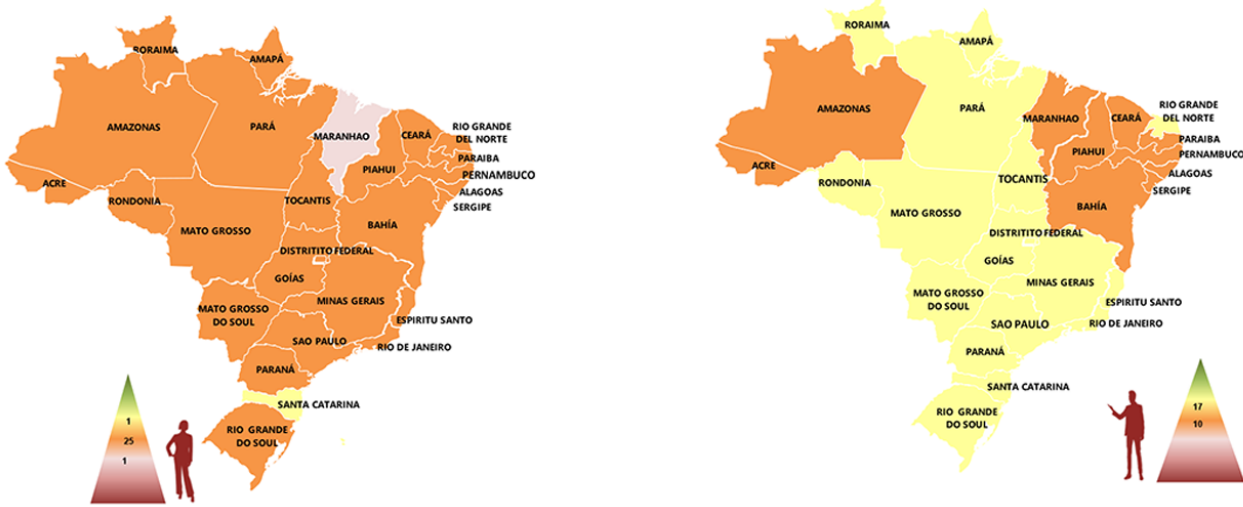 RORAIMA
AMAPÁ
AMAZONAS
PARÁ
MARANHAO
CEARÁ
RIO GRANDE
DEL NORTE
PARAIBA
PIAHUI
PERNAMBUCO
ACRE
ALAGOAS
RONDONIA
TOCANTIS
SERGIPE
MATO GROSSO
BAHÍA
DISTRITITO FEDERAL
GOÍAS
MINAS GERAIS
MATO GROSSO
DO SOUL
ESPIRITU SANTO
SAO PAULO
RIO DE JANEIRO
PARANÁ
SANTA CATARINA
RIO GRANDE
DO SOUL
1
25
1
RORAIMA
AMAPÁ
AMAZONAS
PARÁ
MARANHAO
CEARÁ
RIO GRANDE
DEL NORTE
PARAIBA
PIAHUI
PERNAMBUCO
ACRE
ALAGOAS
RONDONIA
TOCANTIS
SERGIPE
MATO GROSSO
BAHÍA
DISTRITITO FEDERAL
GOÍAS
MINAS GERAIS
MATO GROSSO
DO SOUL
ESPIRITU SANTO
SAO PAULO
RIO DE JANEIRO
PARANÁ
SANTA CATARINA
RIO GRANDE
DO SOUL
17
10